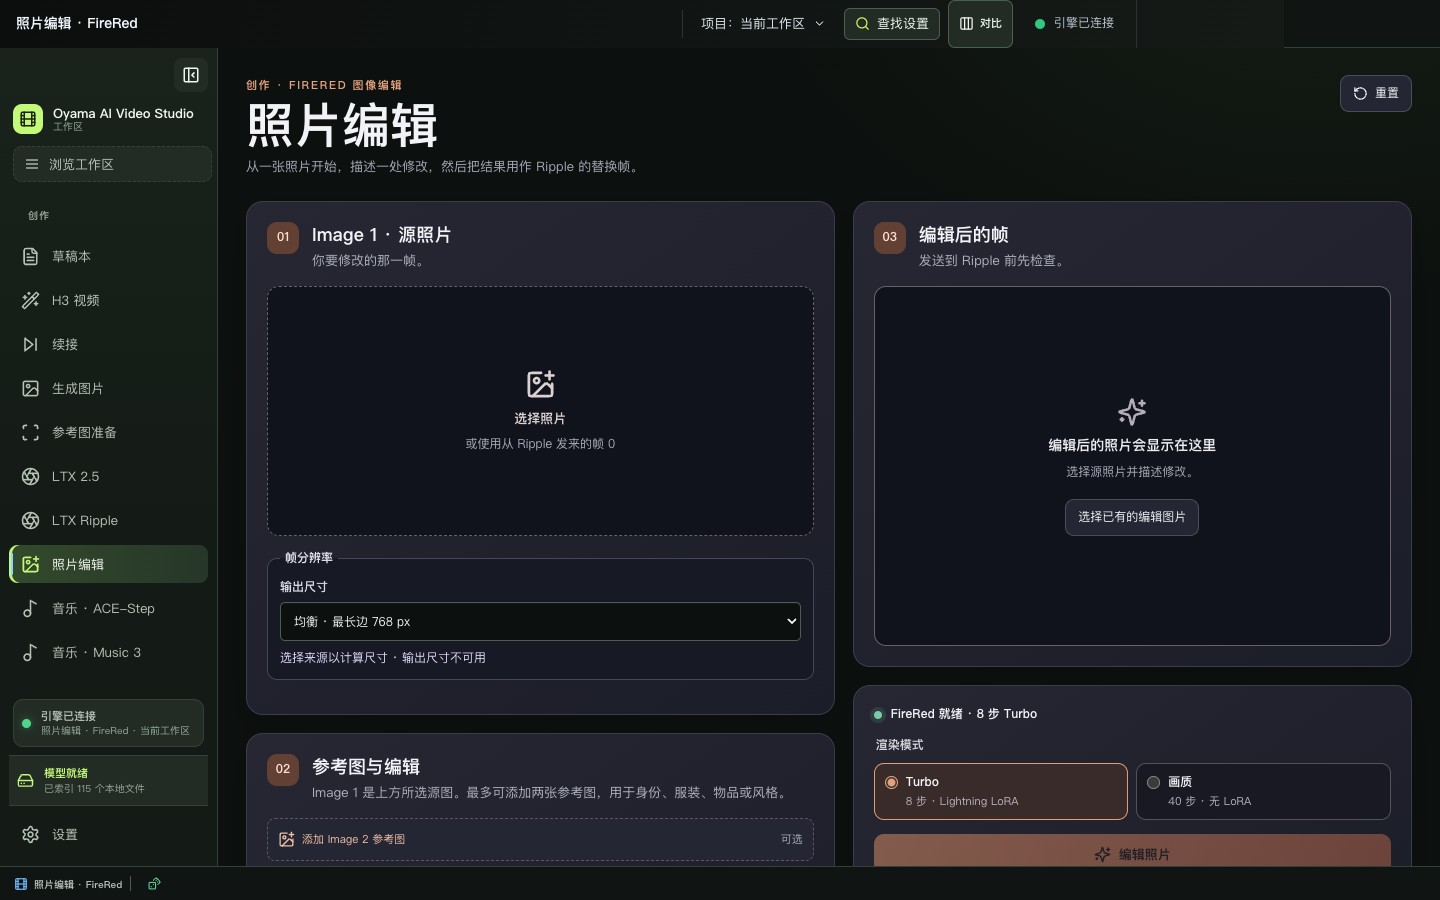 照片编辑 · FireRed
项目：当前工作区
查找设置
对比
引擎已连接
Oyama AI Video Studio
工作区
浏览工作区
创作
草稿本
H3 视频
续接
生成图片
参考图准备
LTX 2.5
LTX Ripple
照片编辑
音乐 · ACE-Step
音乐 · Music 3
引擎已连接
照片编辑 · FireRed · 当前工作区
模型就绪
已索引 115 个本地文件
设置
创作 · FIRERED 图像编辑
照片编辑
从一张照片开始，描述一处修改，然后把结果用作 Ripple 的替换帧。
重置
01
Image 1 · 源照片
你要修改的那一帧。
选择照片
或使用从 Ripple 发来的帧 0
帧分辨率
输出尺寸
均衡 · 最长边 768 px
选择来源以计算尺寸 · 输出尺寸不可用
02
参考图与编辑
Image 1 是上方所选源图。最多可添加两张参考图，用于身份、服装、物品或风格。
添加 Image 2 参考图
可选
03
编辑后的帧
发送到 Ripple 前先检查。
编辑后的照片会显示在这里
选择源照片并描述修改。
选择已有的编辑图片
FireRed 就绪 · 8 步 Turbo
渲染模式
Turbo
8 步 · Lightning LoRA
画质
40 步 · 无 LoRA
编辑照片
照片编辑 · FireRed